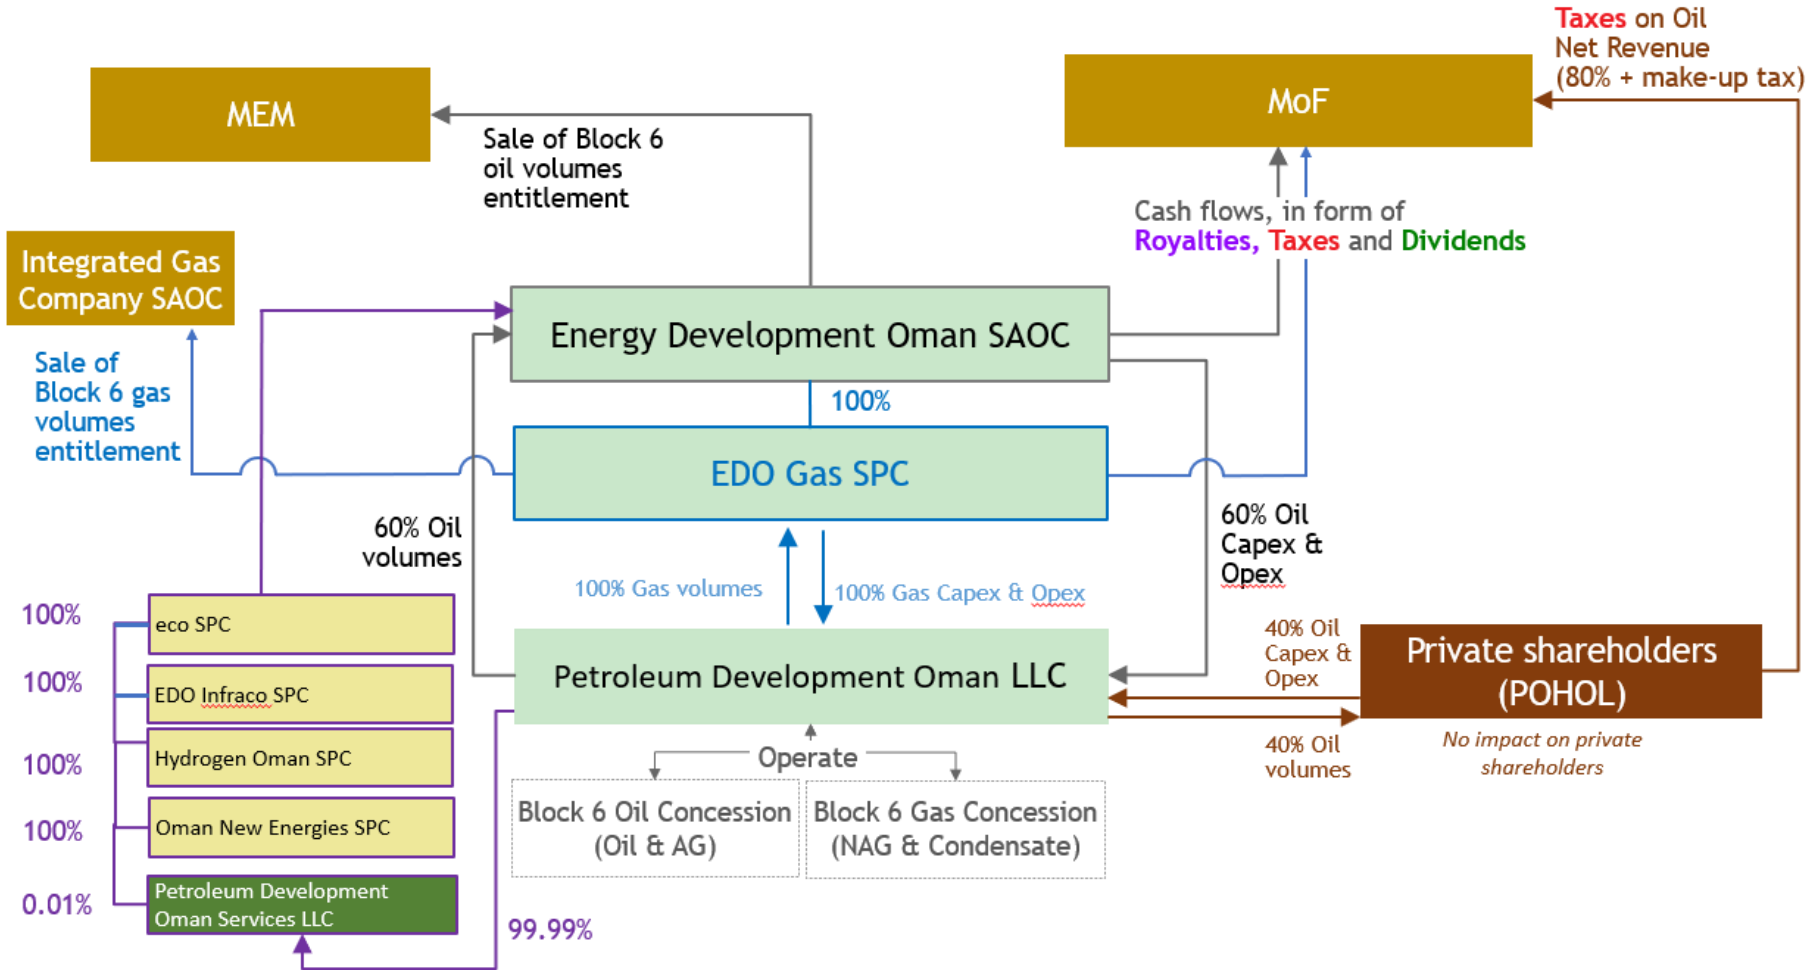 Taxes on Oil
Net Revenue
(80% + make-up tax)
MEM
MoF
Sale of Block 6
oil volumes
entitlement
Cash flows, in form of
Royalties, Taxes and Dividends
Integrated Gas
Company SAOC
Energy Development Oman SAOC
Sale of
Block 6 gas
volumes
entitlement
100%
EDO Gas SPC
60% Oil
volumes
60% Oil
Capex &
Opex
100% Gas volumes
100% Gas Capex & Opex
100%
eco SPC
100%
EDO Infraco SPC
100%
Hydrogen Oman SPC
100%
Oman New Energies SPC
0.01%
Petroleum Development
Oman Services LLC
99.99%
Petroleum Development Oman LLC
Operate
Block 6 Oil Concession
(Oil & AG)
Block 6 Gas Concession
(NAG & Condensate)
40% Oil
Capex &
Opex
40% Oil
volumes
Private shareholders
(POHOL)
No impact on private
shareholders